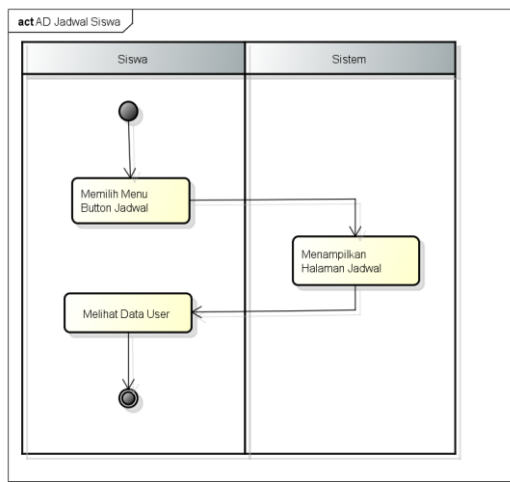 act AD Jadwal Siswa
Siswa
Sistem
Memilih Menu
Button Jadwal
Menampilkan
Halaman Jadwal
Melihat Data User